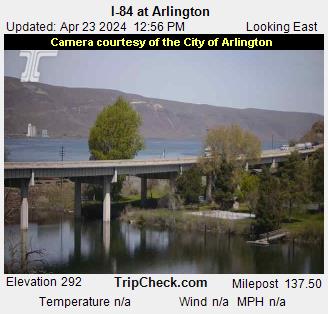 I-84 at Arlington
Updated: Apr 23 2024 12:56 PM Looking East
Camera courtesy of the City of Arlington
Elevation 292 TripCheck.com Milepost 137.50
Temperature n/a Wind n/a MPH n/a